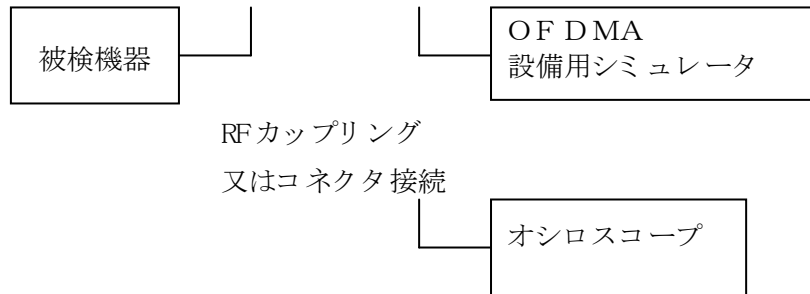 被検機器
ＯＦＤＭＡ
設備用シミュレータ
RFカップリング
又はコネクタ接続
オシロスコープ